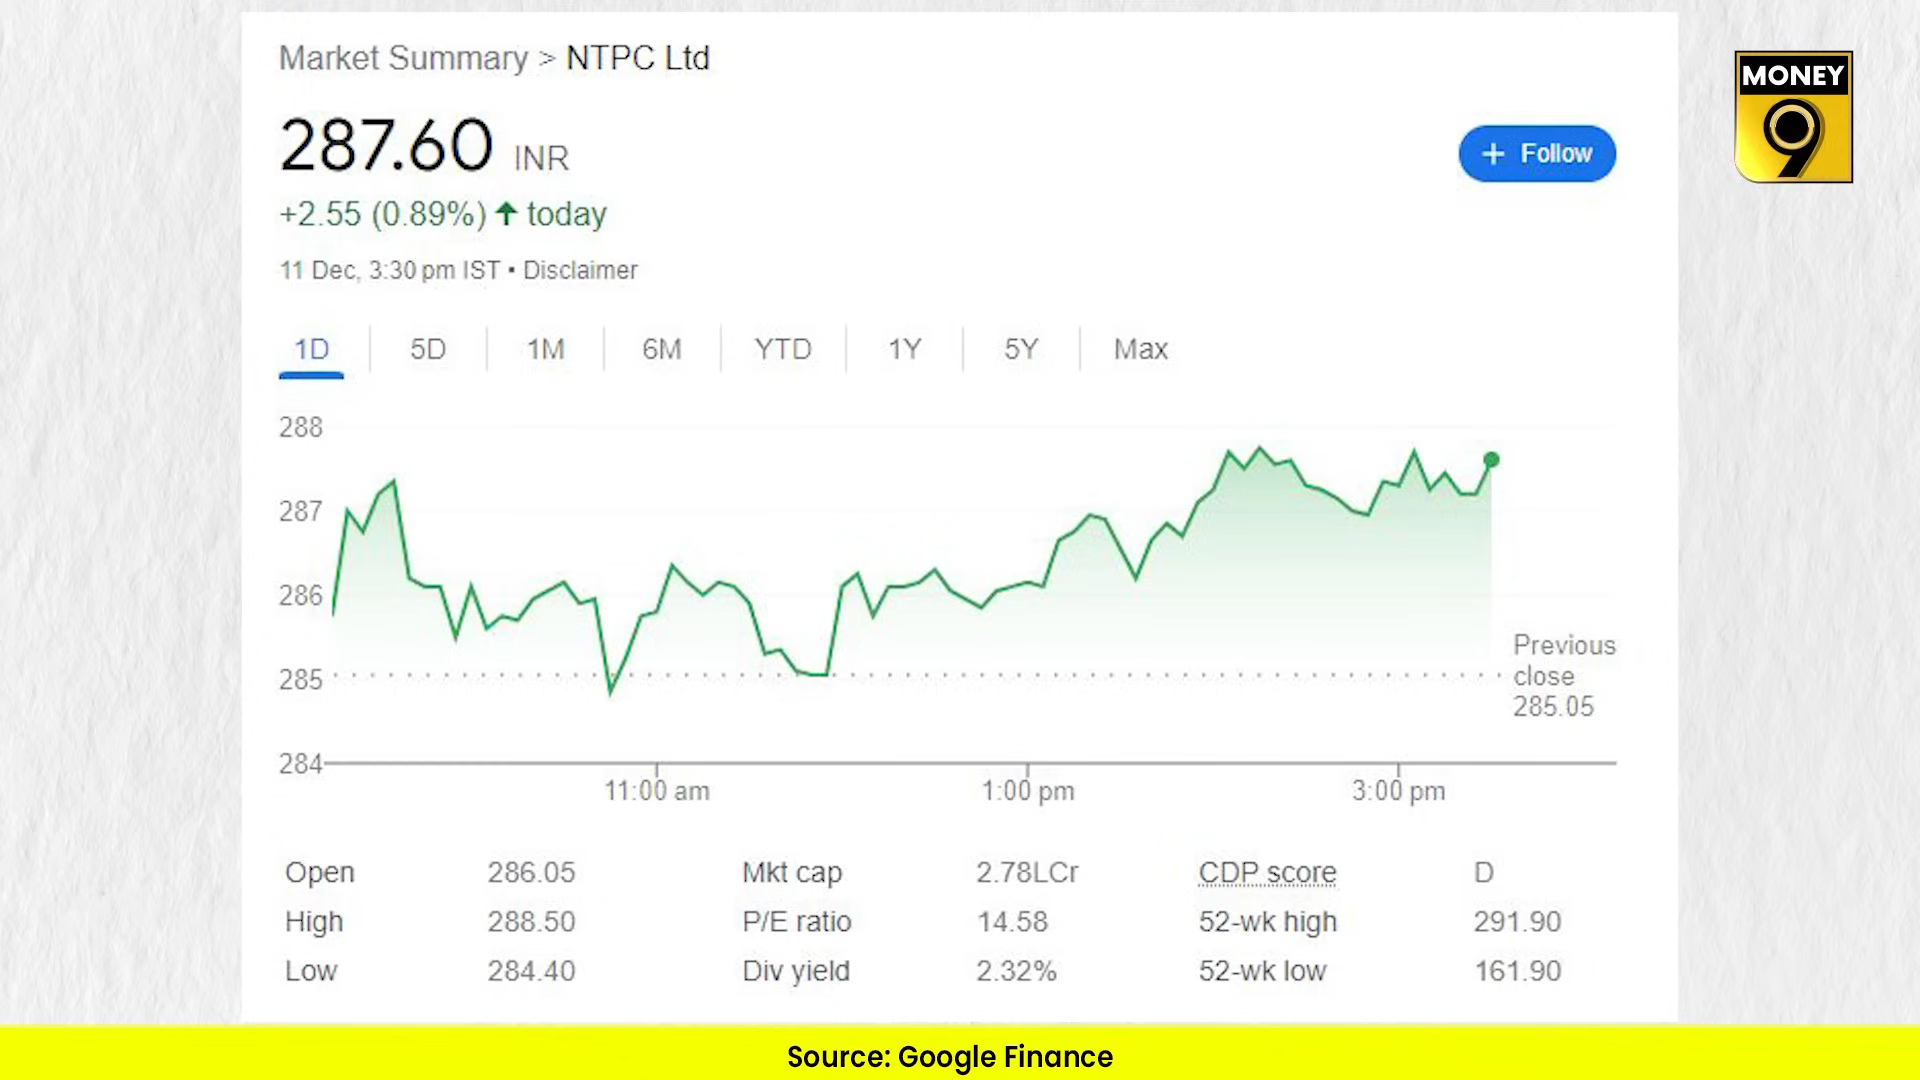 Market Summary > NTPC Ltd
MONEY
9
287.60 INR
+ Follow
+2.55 (0.89%) ↑ today
11 Dec, 3:30 pm IST • Disclaimer
1D 5D 1M 6M YTD 1Y 5Y Max
288
287
286
285
284
Previous
close
285.05
11:00 am 1:00 pm 3:00 pm
Open 286.05 Mkt cap 2.78LCr CDP score D
High 288.50 P/E ratio 14.58 52-wk high 291.90
Low 284.40 Div yield 2.32% 52-wk low 161.90
Source: Google Finance